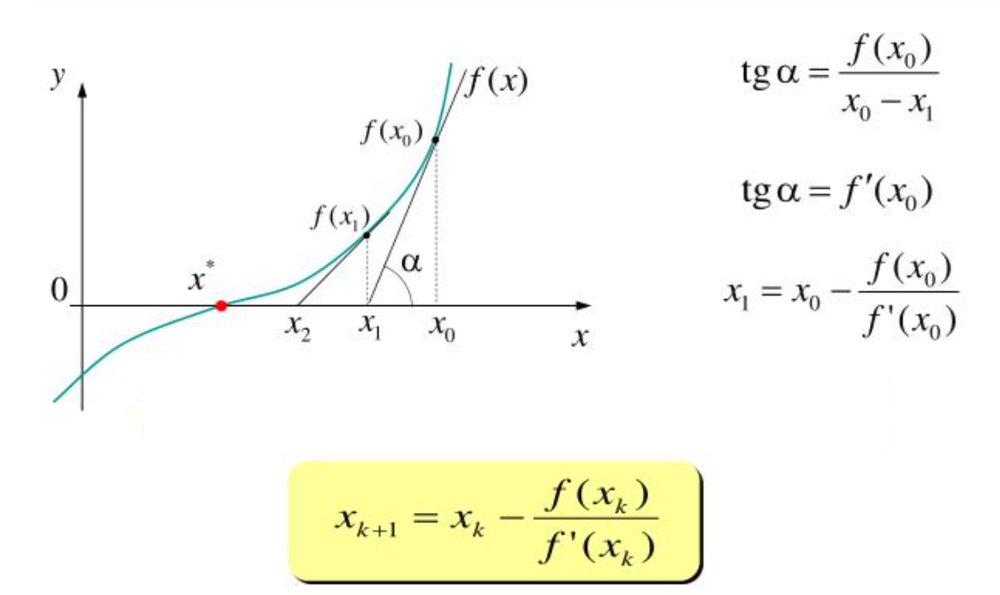 y
f(x)
f(x₀)
f(x₁)
α
x*
0
x₂ x₁ x₀
x
tg α = f(x₀) / (x₀ − x₁)
tg α = f′(x₀)
x₁ = x₀ − f(x₀) / f'(x₀)
xₖ₊₁ = xₖ − f(xₖ) / f'(xₖ)